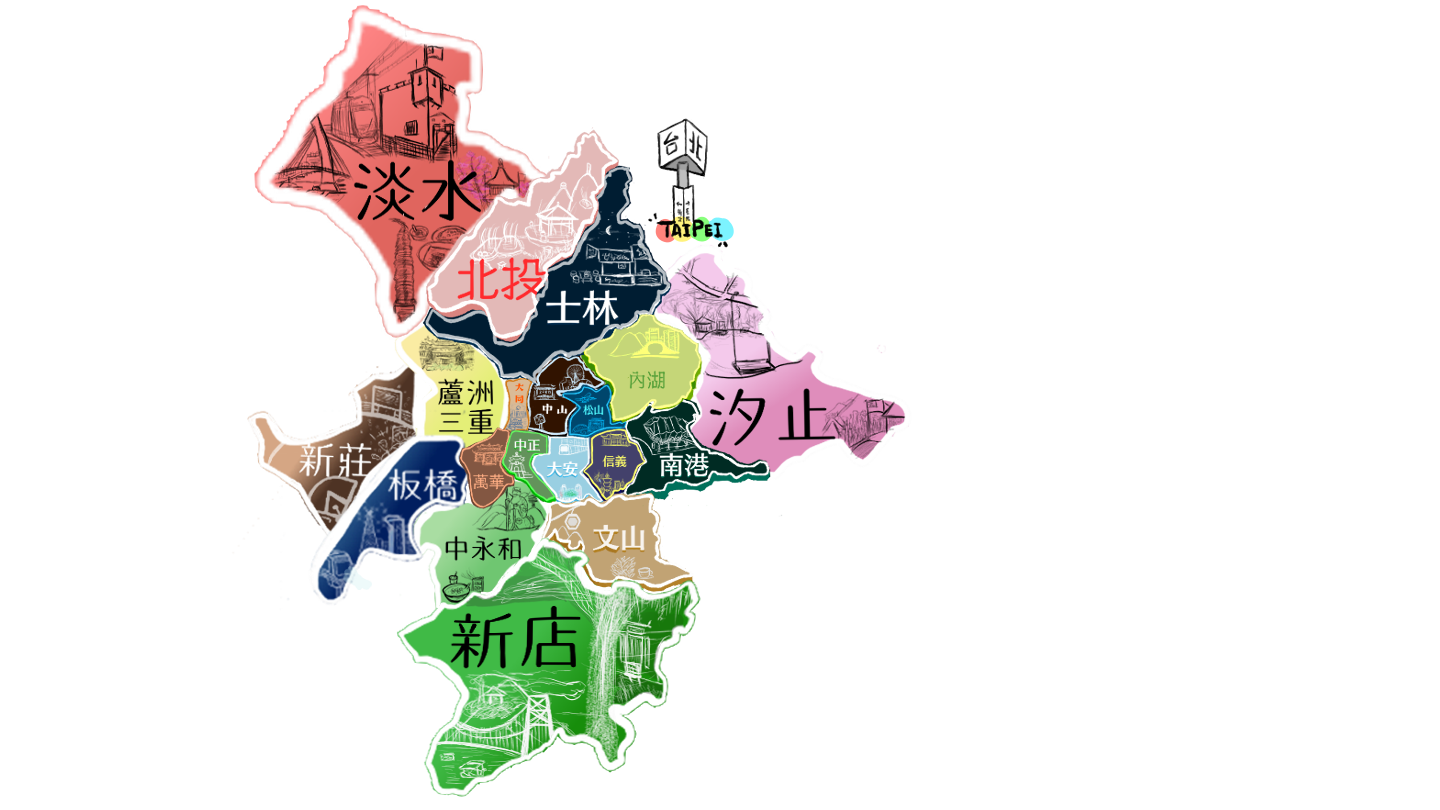 淡水
台北
TAIPEI
北投
士林
內湖
蘆洲
三重
大同
中山
松山
汐止
新莊
板橋
萬華
中正
大安
信義
南港
中永和
文山
新店